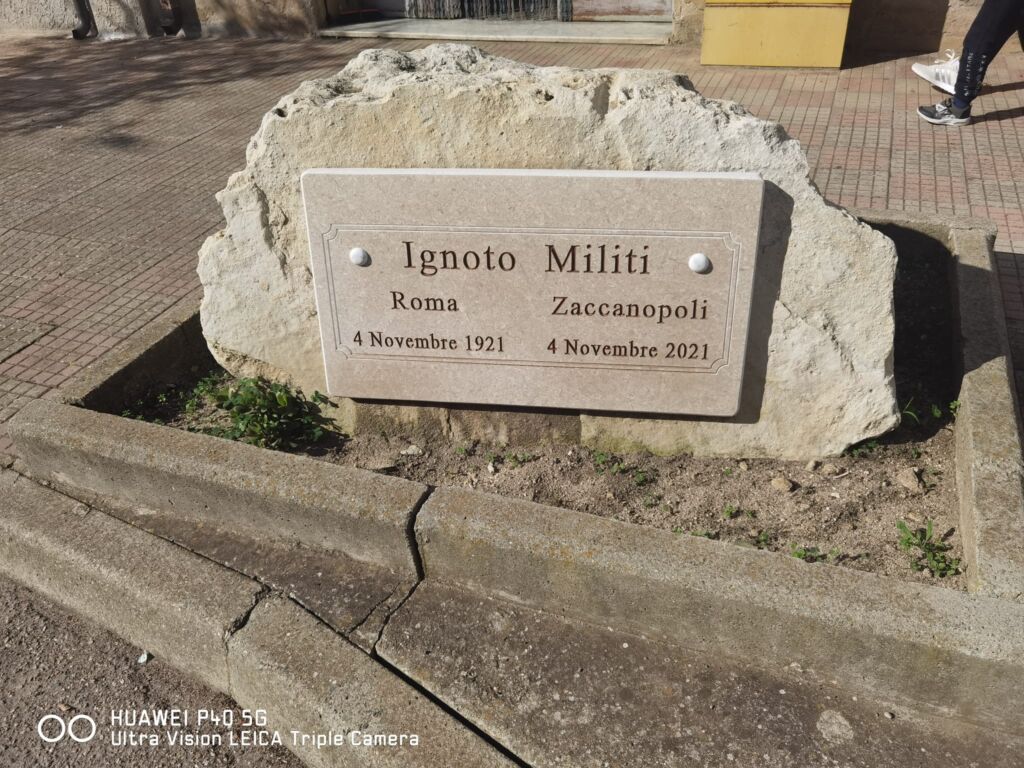 Ignoto Militi
Roma Zaccanopoli
4 Novembre 1921 4 Novembre 2021
HUAWEI P40 5G
Ultra Vision LEICA Triple Camera